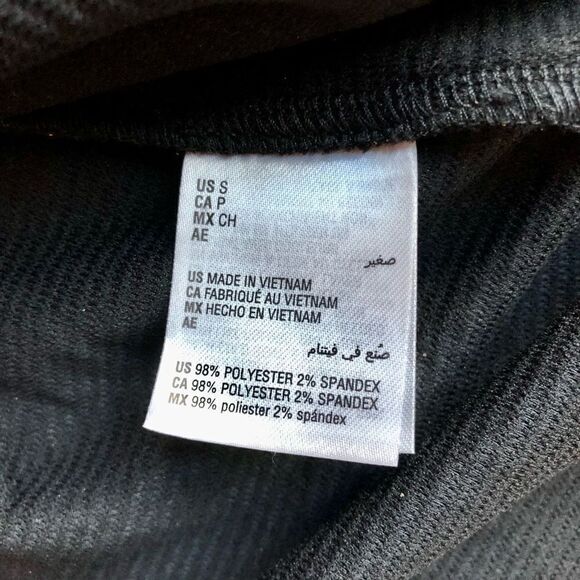 US S
CA P
MX CH
AE
صغير
US MADE IN VIETNAM
CA FABRIQUÉ AU VIETNAM
MX HECHO EN VIETNAM
AE
صُنع في فيتنام
US 98% POLYESTER 2% SPANDEX
CA 98% POLYESTER 2% SPANDEX
MX 98% poliester 2% spándex